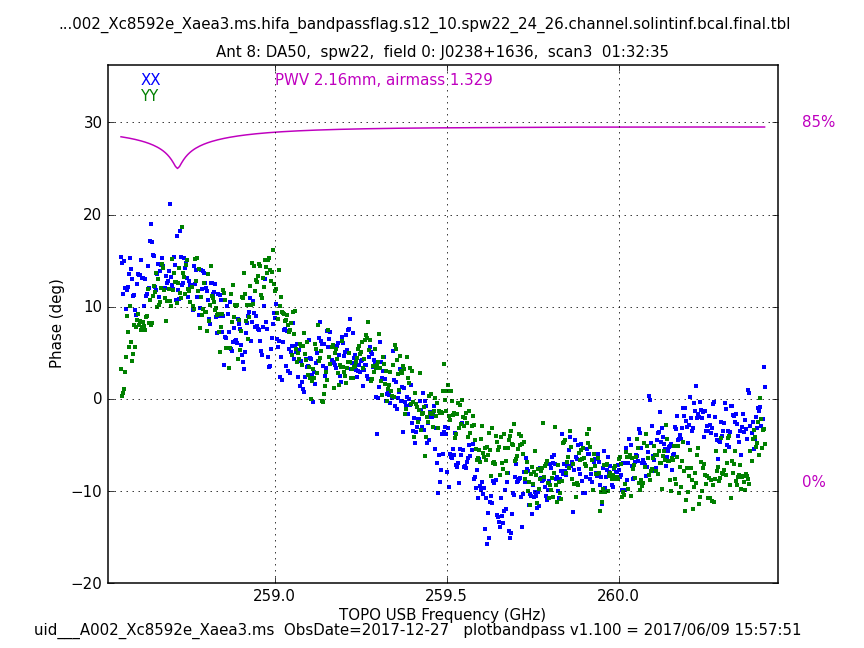 ...002_Xc8592e_Xaea3.ms.hifa_bandpassflag.s12_10.spw22_24_26.channel.solintinf.bcal.final.tbl
Ant 8: DA50, spw22, field 0: J0238+1636, scan3 01:32:35
XX
PWV 2.16mm, airmass 1.329
YY
30
85%
20
10
Phase (deg)
0
−10
0%
−20
259.0
259.5
260.0
TOPO USB Frequency (GHz)
uid___A002_Xc8592e_Xaea3.ms ObsDate=2017-12-27 plotbandpass v1.100 = 2017/06/09 15:57:51